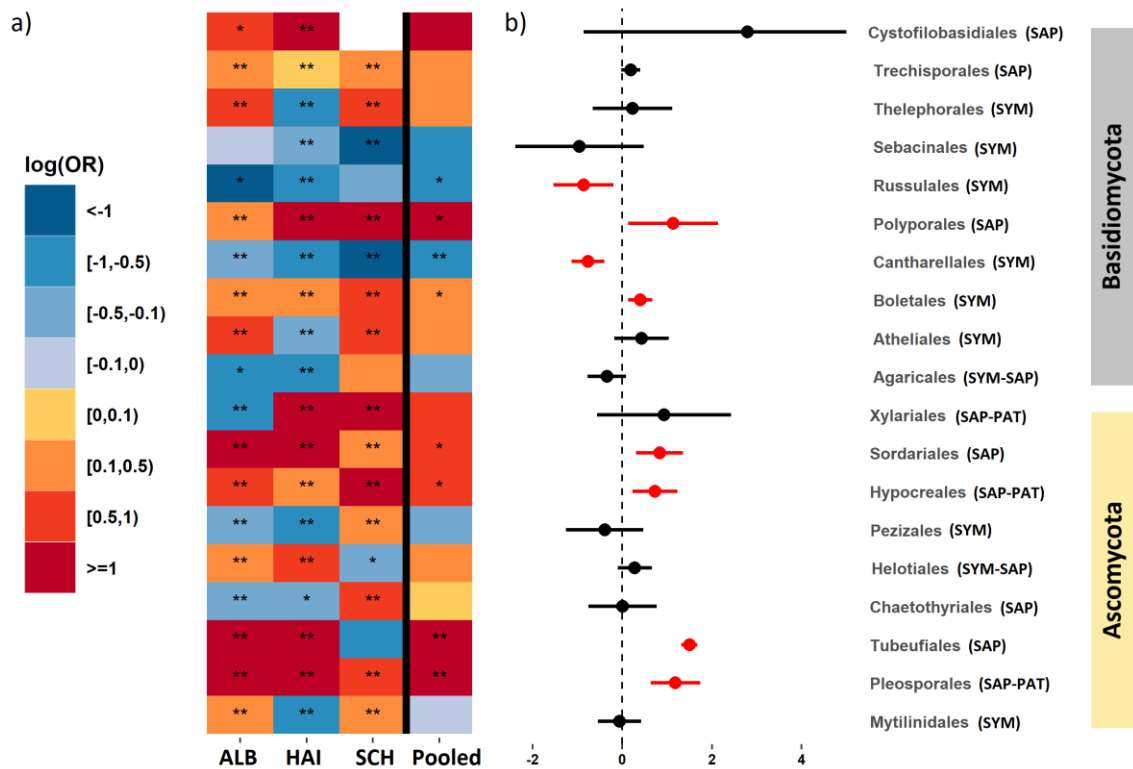 a)
b)
* **
** ** **
** ** **
** **
* ** *
** ** ** *
** ** ** **
** ** ** *
** ** **
* **
** ** **
** ** ** *
** ** ** *
** ** **
** ** *
** * **
** ** **
** ** ** **
** ** **
log(OR)
<-1
[-1,-0.5)
[-0.5,-0.1)
[-0.1,0)
[0,0.1)
[0.1,0.5)
[0.5,1)
>=1
ALB HAI SCH Pooled
Cystofilobasidiales (SAP)
Trechisporales (SAP)
Thelephorales (SYM)
Sebacinales (SYM)
Russulales (SYM)
Polyporales (SAP)
Cantharellales (SYM)
Boletales (SYM)
Atheliales (SYM)
Agaricales (SYM-SAP)
Xylariales (SAP-PAT)
Sordariales (SAP)
Hypocreales (SAP-PAT)
Pezizales (SYM)
Helotiales (SYM-SAP)
Chaetothyriales (SAP)
Tubeufiales (SAP)
Pleosporales (SAP-PAT)
Mytilinidales (SYM)
-2 0 2 4
Basidiomycota
Ascomycota